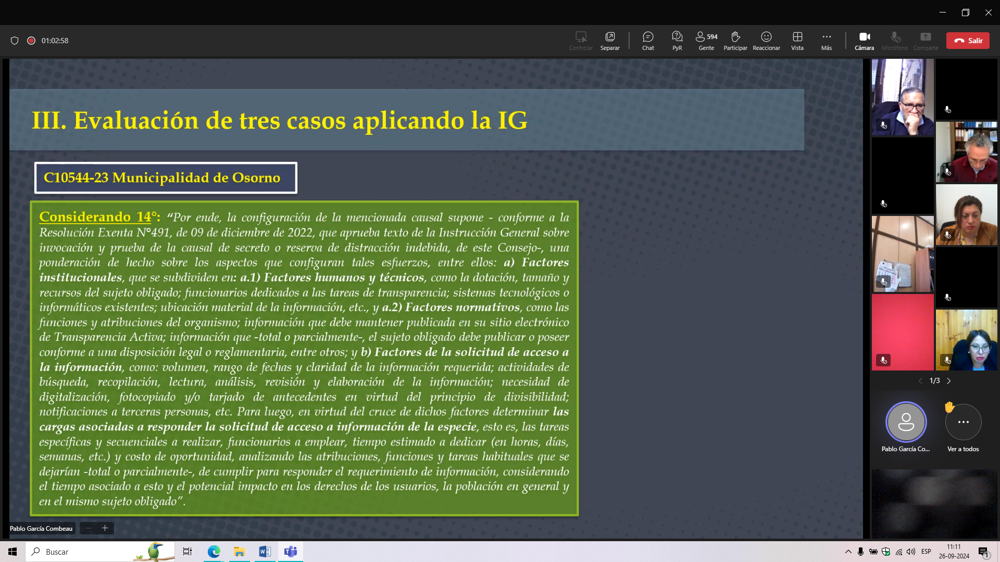 01:02:58
Controlar
Separar
Chat
PyR
594
Gente
Participar
Reaccionar
Vista
Más
Cámara
Micrófono
Comparte
Salir
III. Evaluación de tres casos aplicando la IG
C10544-23 Municipalidad de Osorno
Considerando 14°: “Por ende, la configuración de la mencionada causal supone - conforme a la
Resolución Exenta N°491, de 09 de diciembre de 2022, que aprueba texto de la Instrucción General sobre
invocación y prueba de la causal de secreto o reserva de distracción indebida, de este Consejo-, una
ponderación de hecho sobre los aspectos que configuran tales esfuerzos, entre ellos: a) Factores
institucionales, que se subdividen en: a.1) Factores humanos y técnicos, como la dotación, tamaño y
recursos del sujeto obligado; funcionarios dedicados a las tareas de transparencia; sistemas tecnológicos o
informáticos existentes; ubicación material de la información, etc., y a.2) Factores normativos, como las
funciones y atribuciones del organismo; información que debe mantener publicada en su sitio electrónico
de Transparencia Activa; información que -total o parcialmente-, el sujeto obligado debe publicar o poseer
conforme a una disposición legal o reglamentaria, entre otros; y b) Factores de la solicitud de acceso a
la información, como: volumen, rango de fechas y claridad de la información requerida; actividades de
búsqueda, recopilación, lectura, análisis, revisión y elaboración de la información; necesidad de
digitalización, fotocopiado y/o tarjado de antecedentes en virtud del principio de divisibilidad;
notificaciones a terceras personas, etc. Para luego, en virtud del cruce de dichos factores determinar las
cargas asociadas a responder la solicitud de acceso a información de la especie, esto es, las tareas
específicas y secuenciales a realizar, funcionarios a emplear, tiempo estimado a dedicar (en horas, días,
semanas, etc.) y costo de oportunidad, analizando las atribuciones, funciones y tareas habituales que se
dejarían -total o parcialmente-, de cumplir para responder el requerimiento de información, considerando
el tiempo asociado a esto y el potencial impacto en los derechos de los usuarios, la población en general y
en el mismo sujeto obligado”.
Pablo García Combeau
1/3
Pablo García Co...
Ver a todos
Buscar
ESP
11:11
26-09-2024
1